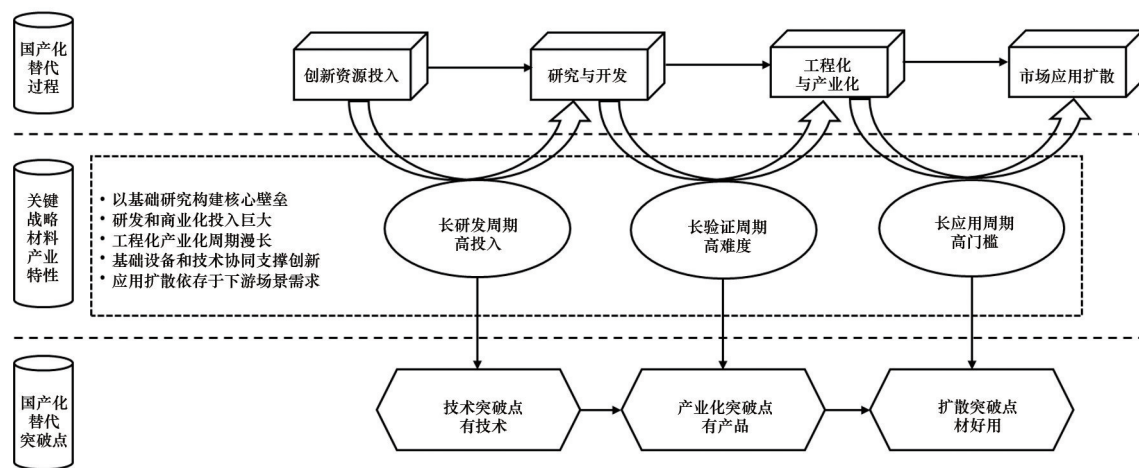 国产化
替代
过程
创新资源投入
研究与开发
工程化
与产业化
市场应用扩散
关键
战略
材料
产业
特性
• 以基础研究构建核心壁垒
• 研发和商业化投入巨大
• 工程化产业化周期漫长
• 基础设备和技术协同支撑创新
• 应用扩散依存于下游场景需求
长研发周期
高投入
长验证周期
高难度
长应用周期
高门槛
国产化
替代
突破点
技术突破点
有技术
产业化突破点
有产品
扩散突破点
材好用